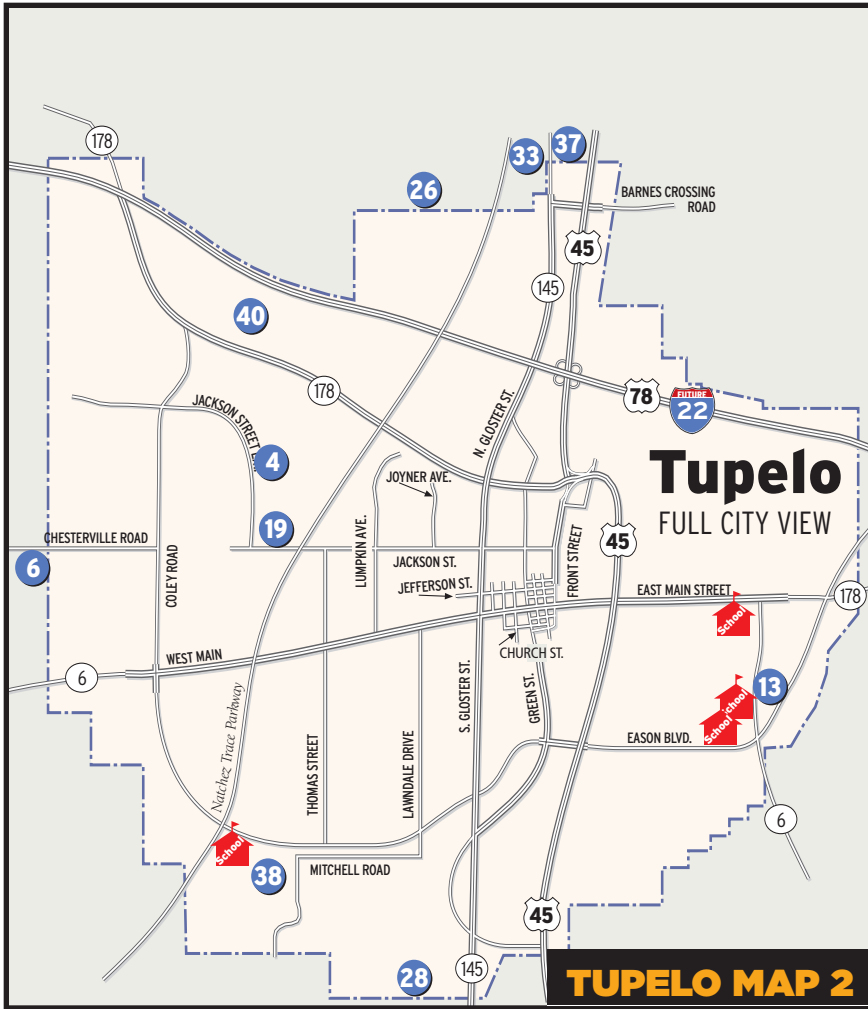 178
33
37
26
BARNES CROSSING
ROAD
45
145
40
178
78
FUTURE
22
JACKSON STREET
N. GLOSTER ST.
4
JOYNER AVE.
Tupelo
FULL CITY VIEW
19
CHESTERVILLE ROAD
6
COLEY ROAD
LUMPKIN AVE.
JACKSON ST.
FRONT STREET
45
JEFFERSON ST.
EAST MAIN STREET
178
School
WEST MAIN
CHURCH ST.
6
Natchez Trace Parkway
THOMAS STREET
LAWNDALE DRIVE
S. GLOSTER ST.
GREEN ST.
School
13
School
EASON BLVD.
6
School
38
MITCHELL ROAD
45
28
145
TUPELO MAP 2